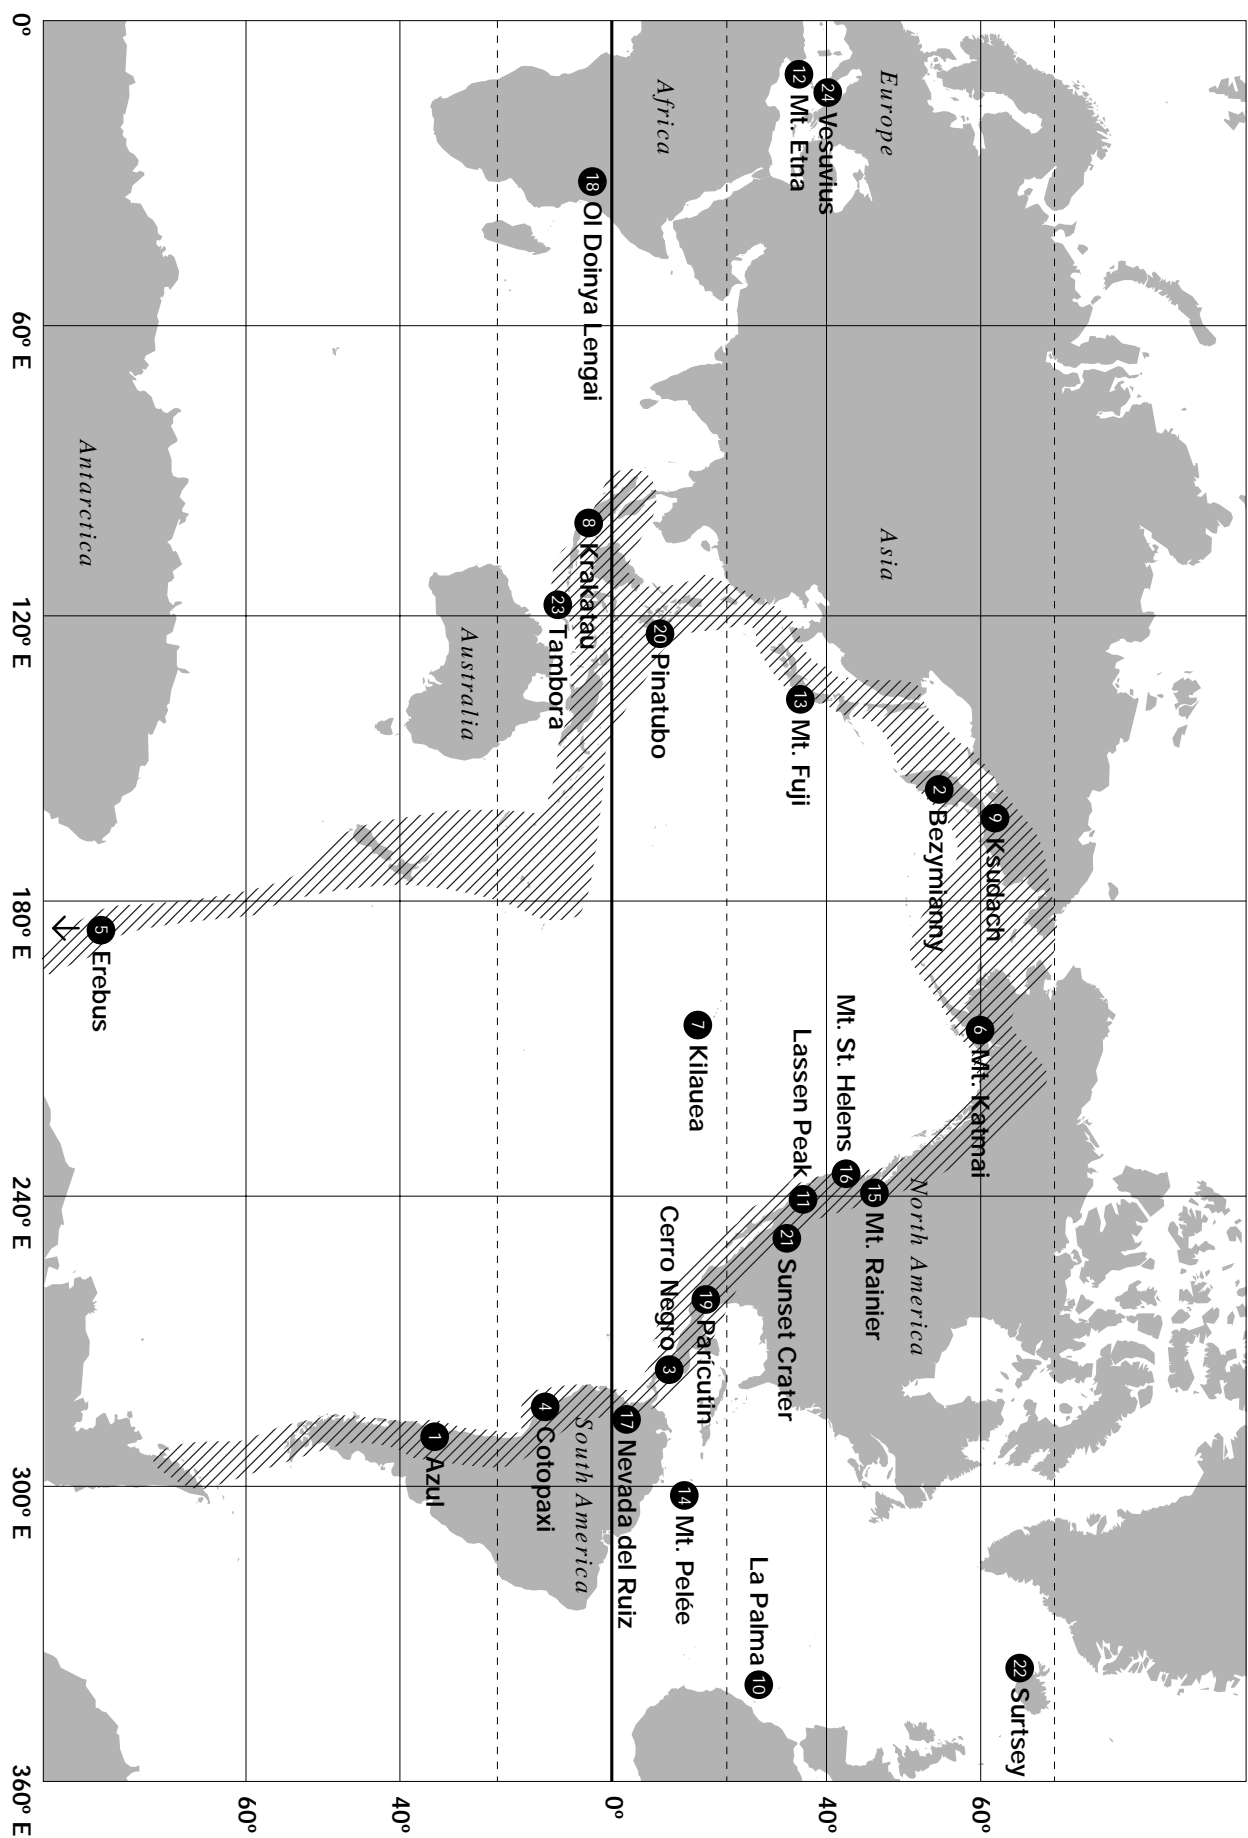 22 Surtsey
9 Ksudach
6 Mt. Katmai
60°
2 Bezymianny
North America
Europe
Asia
15 Mt. Rainier
Mt. St. Helens 16
24 Vesuvius
40°
12 Mt. Etna
13 Mt. Fuji
Lassen Peak 11
21 Sunset Crater
La Palma 10
19 Paricutin
7 Kilauea
14 Mt. Pelée
Cerro Negro 3
Africa
20 Pinatubo
17 Nevada del Ruiz
0°
18 Ol Doinya Lengai
8 Krakatau
South America
23 Tambora
4 Cotopaxi
Australia
1 Azul
40°
60°
5 Erebus
Antarctica
0°
60° E
120° E
180° E
240° E
300° E
360° E